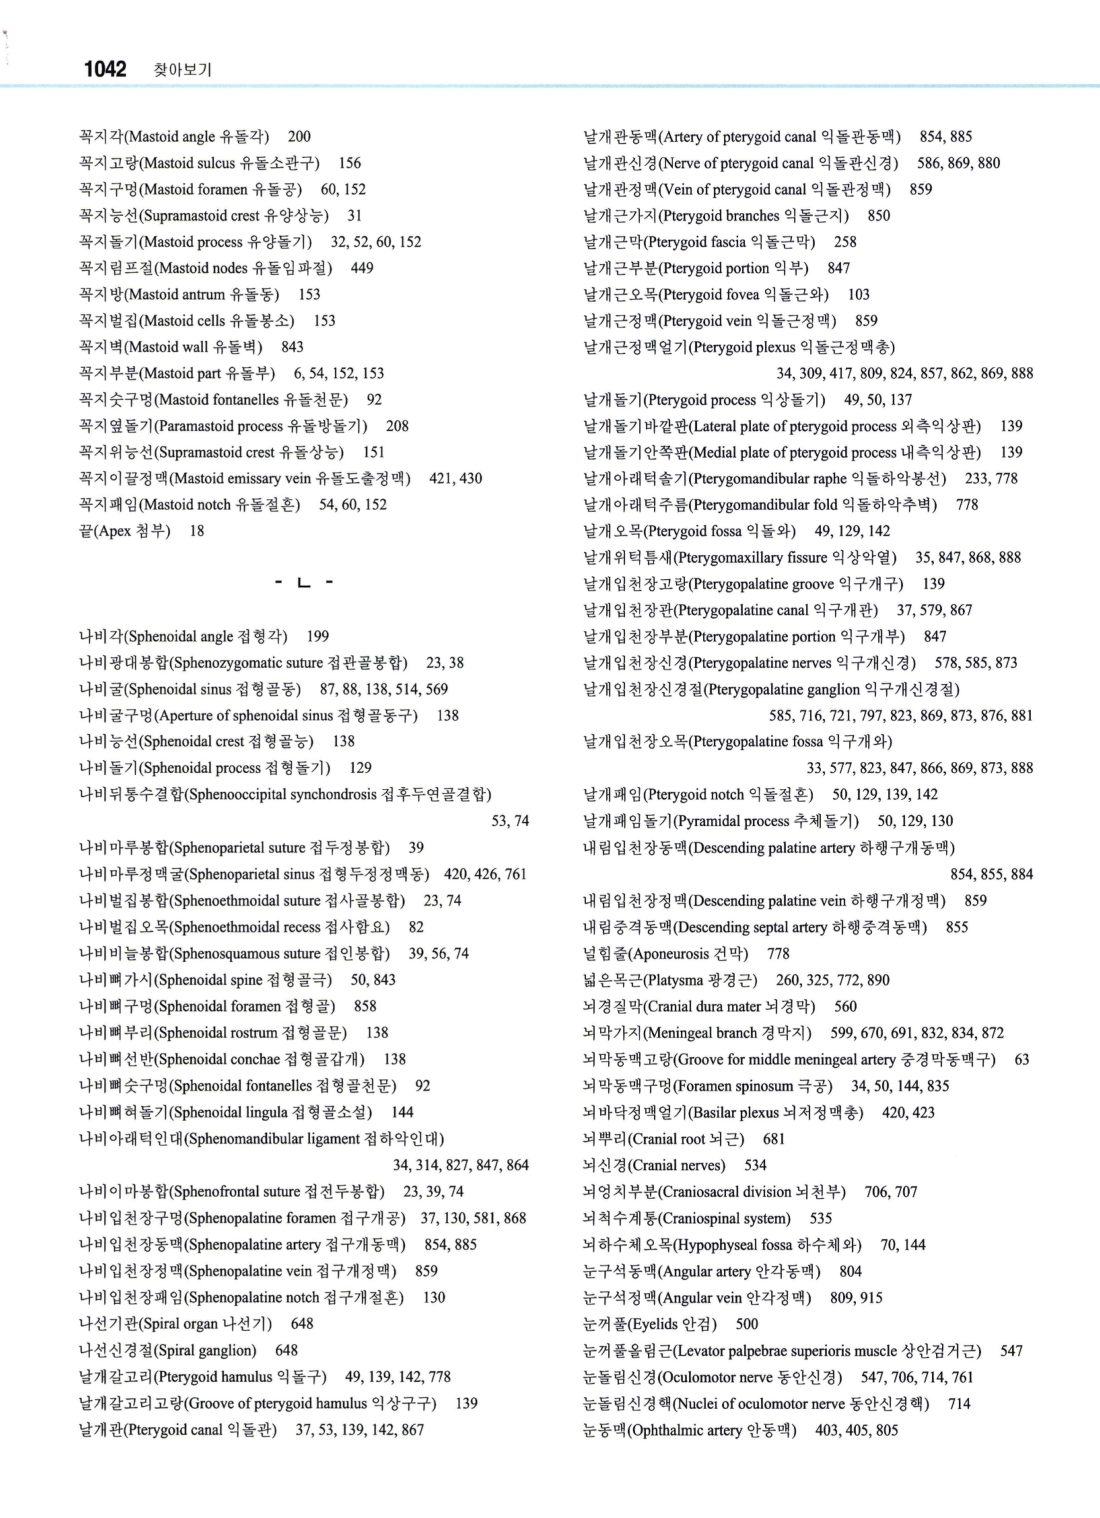 1042 찾아보기
꼭지각(Mastoid angle 유돌각) 200
꼭지고랑(Mastoid sulcus 유돌소관구) 156
꼭지구멍(Mastoid foramen 유돌공) 60, 152
꼭지능선(Supramastoid crest 유양상능) 31
꼭지돌기(Mastoid process 유양돌기) 32, 52, 60, 152
꼭지림프절(Mastoid nodes 유돌임파절) 449
꼭지방(Mastoid antrum 유돌동) 153
꼭지벌집(Mastoid cells 유돌봉소) 153
꼭지벽(Mastoid wall 유돌벽) 843
꼭지부분(Mastoid part 유돌부) 6, 54, 152, 153
꼭지숫구멍(Mastoid fontanelles 유돌천문) 92
꼭지옆돌기(Paramastoid process 유돌방돌기) 208
꼭지위능선(Supramastoid crest 유돌상능) 151
꼭지이끌정맥(Mastoid emissary vein 유돌도출정맥) 421, 430
꼭지패임(Mastoid notch 유돌절흔) 54, 60, 152
끝(Apex 첨부) 18
- ㄴ -
나비각(Sphenoidal angle 접형각) 199
나비광대봉합(Sphenozygomatic suture 접관골봉합) 23, 38
나비굴(Sphenoidal sinus 접형골동) 87, 88, 138, 514, 569
나비굴구멍(Aperture of sphenoidal sinus 접형골동구) 138
나비능선(Sphenoidal crest 접형골능) 138
나비돌기(Sphenoidal process 접형돌기) 129
나비뒤통수결합(Sphenooccipital synchondrosis 접후두연골결합)
53, 74
나비마루봉합(Sphenoparietal suture 접두정봉합) 39
나비마루정맥굴(Sphenoparietal sinus 접형두정정맥동) 420, 426, 761
나비벌집봉합(Sphenoethmoidal suture 접사골봉합) 23, 74
나비벌집오목(Sphenoethmoidal recess 접사함요) 82
나비비늘봉합(Sphenosquamous suture 접인봉합) 39, 56, 74
나비뼈가시(Sphenoidal spine 접형골극) 50, 843
나비뼈구멍(Sphenoidal foramen 접형골) 858
나비뼈부리(Sphenoidal rostrum 접형골문) 138
나비뼈선반(Sphenoidal conchae 접형골갑개) 138
나비뼈숫구멍(Sphenoidal fontanelles 접형골천문) 92
나비뼈혀돌기(Sphenoidal lingula 접형골소설) 144
나비아래턱인대(Sphenomandibular ligament 접하악인대)
34, 314, 827, 847, 864
나비이마봉합(Sphenofrontal suture 접전두봉합) 23, 39, 74
나비입천장구멍(Sphenopalatine foramen 접구개공) 37, 130, 581, 868
나비입천장동맥(Sphenopalatine artery 접구개동맥) 854, 885
나비입천장정맥(Sphenopalatine vein 접구개정맥) 859
나비입천장패임(Sphenopalatine notch 접구개절흔) 130
나선기관(Spiral organ 나선기) 648
나선신경절(Spiral ganglion) 648
날개갈고리(Pterygoid hamulus 익돌구) 49, 139, 142, 778
날개갈고리고랑(Groove of pterygoid hamulus 익상구구) 139
날개관(Pterygoid canal 익돌관) 37, 53, 139, 142, 867
날개관동맥(Artery of pterygoid canal 익돌관동맥) 854, 885
날개관신경(Nerve of pterygoid canal 익돌관신경) 586, 869, 880
날개관정맥(Vein of pterygoid canal 익돌관정맥) 859
날개근가지(Pterygoid branches 익돌근지) 850
날개근막(Pterygoid fascia 익돌근막) 258
날개근부분(Pterygoid portion 익부) 847
날개근오목(Pterygoid fovea 익돌근와) 103
날개근정맥(Pterygoid vein 익돌근정맥) 859
날개근정맥얼기(Pterygoid plexus 익돌근정맥총)
34, 309, 417, 809, 824, 857, 862, 869, 888
날개돌기(Pterygoid process 익상돌기) 49, 50, 137
날개돌기바깥판(Lateral plate of pterygoid process 외측익상판) 139
날개돌기안쪽판(Medial plate of pterygoid process 내측익상판) 139
날개아래턱솔기(Pterygomandibular raphe 익돌하악봉선) 233, 778
날개아래턱주름(Pterygomandibular fold 익돌하악추벽) 778
날개오목(Pterygoid fossa 익돌와) 49, 129, 142
날개위턱틈새(Pterygomaxillary fissure 익상악열) 35, 847, 868, 888
날개입천장고랑(Pterygopalatine groove 익구개구) 139
날개입천장관(Pterygopalatine canal 익구개관) 37, 579, 867
날개입천장부분(Pterygopalatine portion 익구개부) 847
날개입천장신경(Pterygopalatine nerves 익구개신경) 578, 585, 873
날개입천장신경절(Pterygopalatine ganglion 익구개신경절)
585, 716, 721, 797, 823, 869, 873, 876, 881
날개입천장오목(Pterygopalatine fossa 익구개와)
33, 577, 823, 847, 866, 869, 873, 888
날개패임(Pterygoid notch 익돌절흔) 50, 129, 139, 142
날개패임돌기(Pyramidal process 추체돌기) 50, 129, 130
내림입천장동맥(Descending palatine artery 하행구개동맥)
854, 855, 884
내림입천장정맥(Descending palatine vein 하행구개정맥) 859
내림중격동맥(Descending septal artery 하행중격동맥) 855
널힘줄(Aponeurosis 건막) 778
넓은목근(Platysma 광경근) 260, 325, 772, 890
뇌경질막(Cranial dura mater 뇌경막) 560
뇌막가지(Meningeal branch 경막지) 599, 670, 691, 832, 834, 872
뇌막동맥고랑(Groove for middle meningeal artery 중경막동맥구) 63
뇌막동맥구멍(Foramen spinosum 극공) 34, 50, 144, 835
뇌바닥정맥얼기(Basilar plexus 뇌저정맥총) 420, 423
뇌뿌리(Cranial root 뇌근) 681
뇌신경(Cranial nerves) 534
뇌엉치부분(Craniosacral division 뇌천부) 706, 707
뇌척수계통(Craniospinal system) 535
뇌하수체오목(Hypophyseal fossa 하수체와) 70, 144
눈구석동맥(Angular artery 안각동맥) 804
눈구석정맥(Angular vein 안각정맥) 809, 915
눈꺼풀(Eyelids 안검) 500
눈꺼풀올림근(Levator palpebrae superioris muscle 상안검거근) 547
눈돌림신경(Oculomotor nerve 동안신경) 547, 706, 714, 761
눈돌림신경핵(Nuclei of oculomotor nerve 동안신경핵) 714
눈동맥(Ophthalmic artery 안동맥) 403, 405, 805